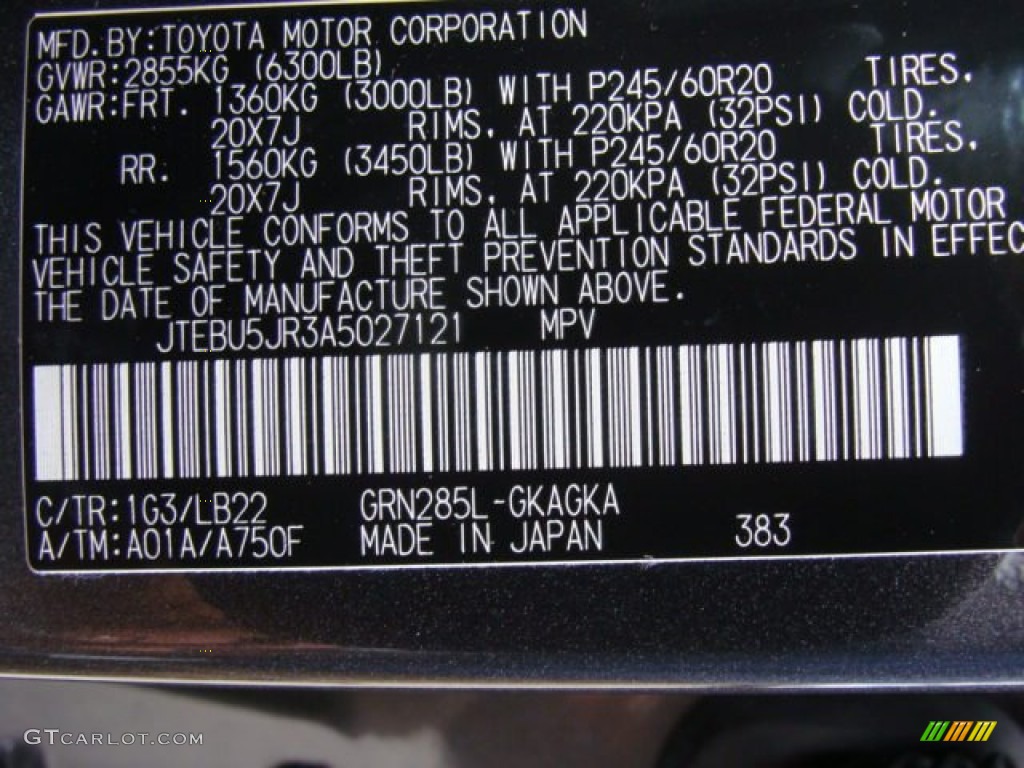 MFD. BY: TOYOTA MOTOR CORPORATION
GVWR: 2855KG (6300LB)
GAWR: FRT. 1360KG (3000LB) WITH P245/60R20 TIRES.
20X7J RIMS, AT 220KPA (32PSI) COLD.
RR. 1560KG (3450LB) WITH P245/60R20 TIRES,
20X7J RIMS, AT 220KPA (32PSI) COLD.
THIS VEHICLE CONFORMS TO ALL APPLICABLE FEDERAL MOTOR
VEHICLE SAFETY AND THEFT PREVENTION STANDARDS IN EFFEC
THE DATE OF MANUFACTURE SHOWN ABOVE.
JTEBU5JR3A5027121 MPV
C/TR: 1G3/LB22 GRN285L-GKAGKA
A/TM: A01A/A750F MADE IN JAPAN 383
GTCARLOT.COM